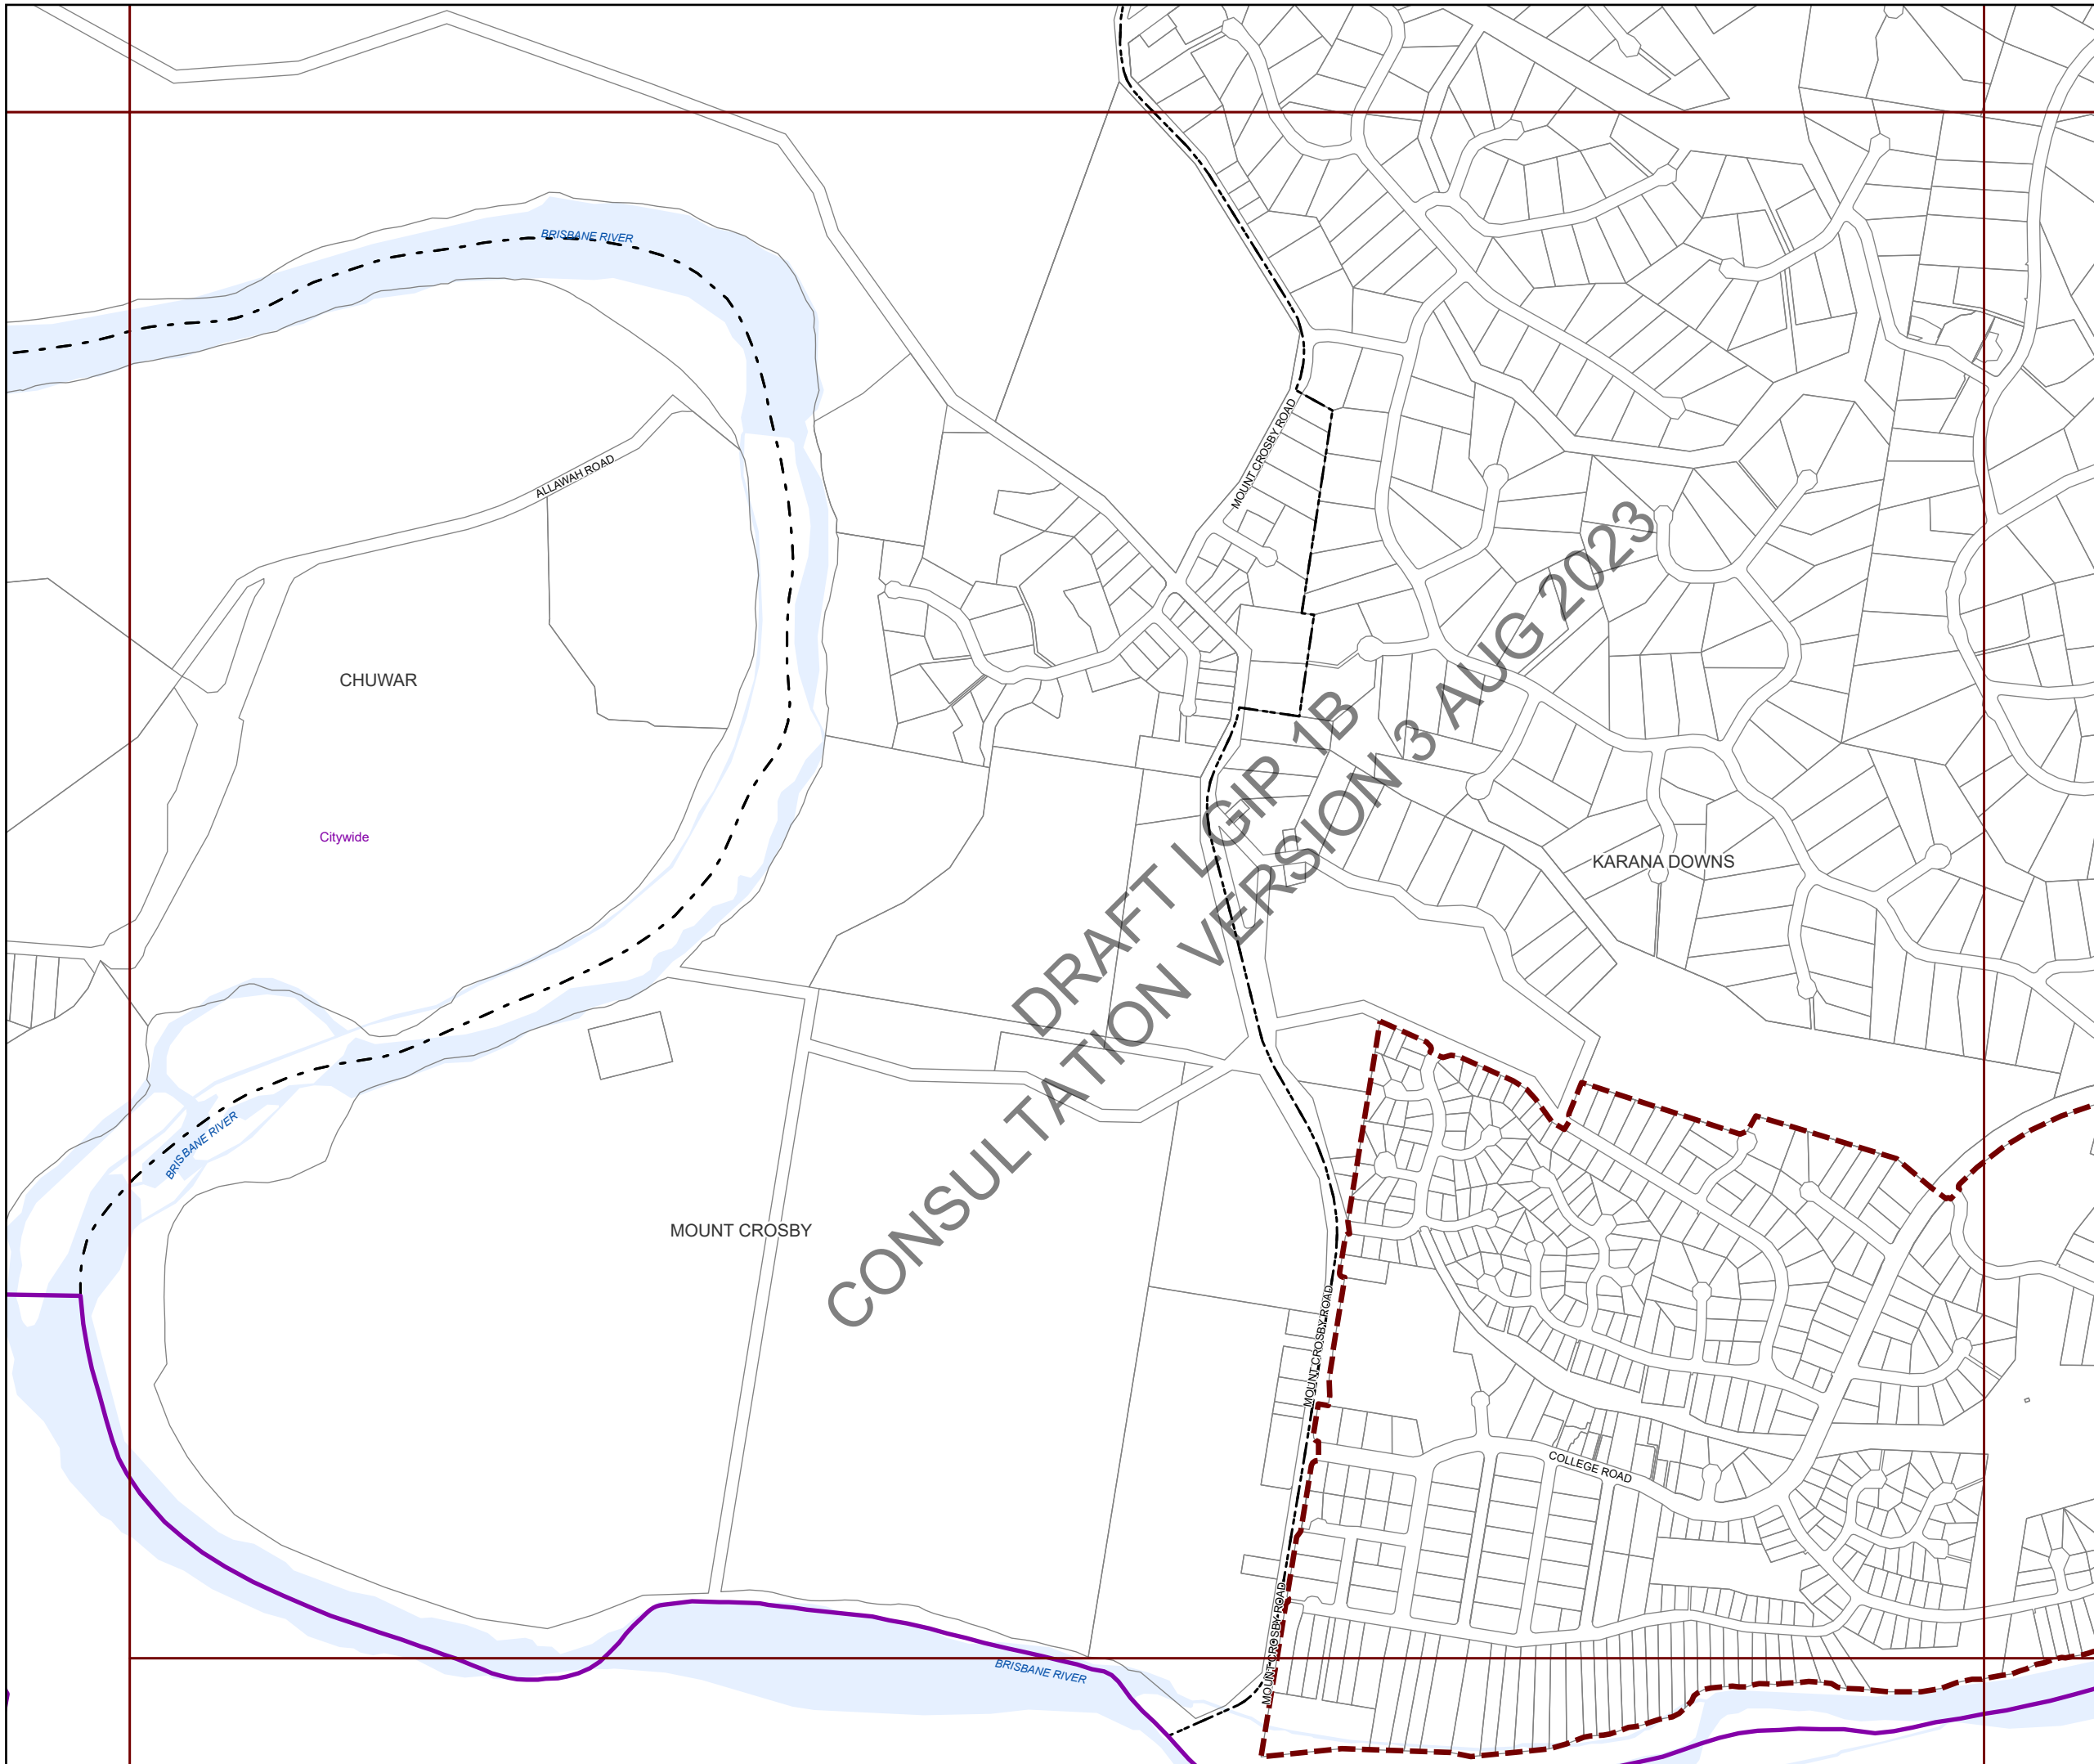 BRISBANE RIVER
MOUNT CROSBY ROAD
ALLAWAH ROAD
CHUWAR
Citywide
KARANA DOWNS
DRAFT LGIP 1B
CONSULTATION VERSION 3 AUG 2023
BRISBANE RIVER
MOUNT CROSBY
MOUNT CROSBY ROAD
COLLEGE ROAD
MOUNT CROSBY ROAD
BRISBANE RIVER